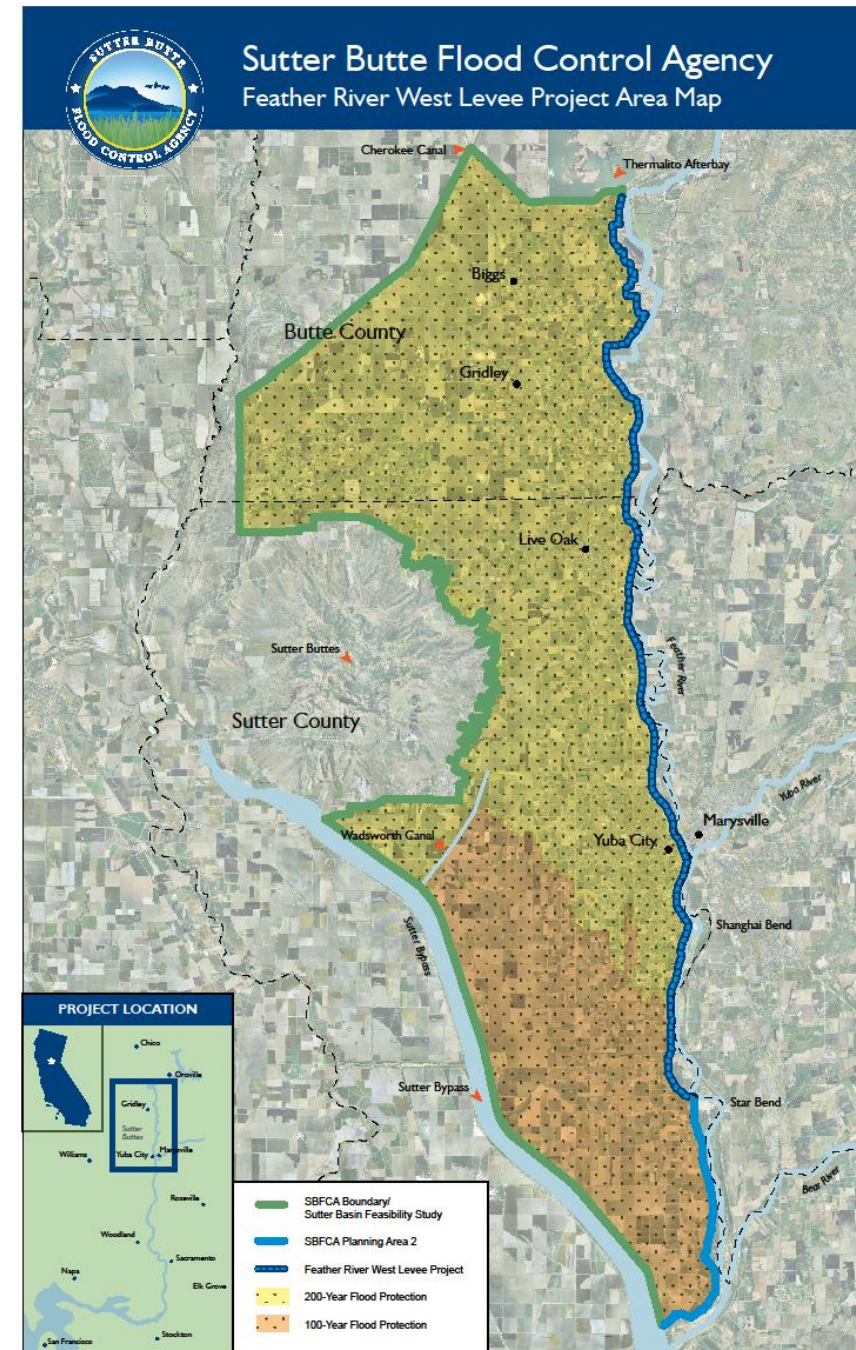 SUTTER BUTTE
FLOOD CONTROL AGENCY
Sutter Butte Flood Control Agency
Feather River West Levee Project Area Map
Cherokee Canal
Thermalito Afterbay
Biggs
Butte County
Gridley
Live Oak
Sutter Buttes
Feather River
Sutter County
Yuba River
Marysville
Wadsworth Canal
Yuba City
Shanghai Bend
Sutter Bypass
Sutter Bypass
Star Bend
Bear River
PROJECT LOCATION
Chico
Oroville
Gridley
Sutter
Buttes
Williams
Yuba City
Marysville
Roseville
Woodland
Sacramento
Napa
Elk Grove
Stockton
San Francisco
SBFCA Boundary/
Sutter Basin Feasibility Study
SBFCA Planning Area 2
Feather River West Levee Project
200-Year Flood Protection
100-Year Flood Protection